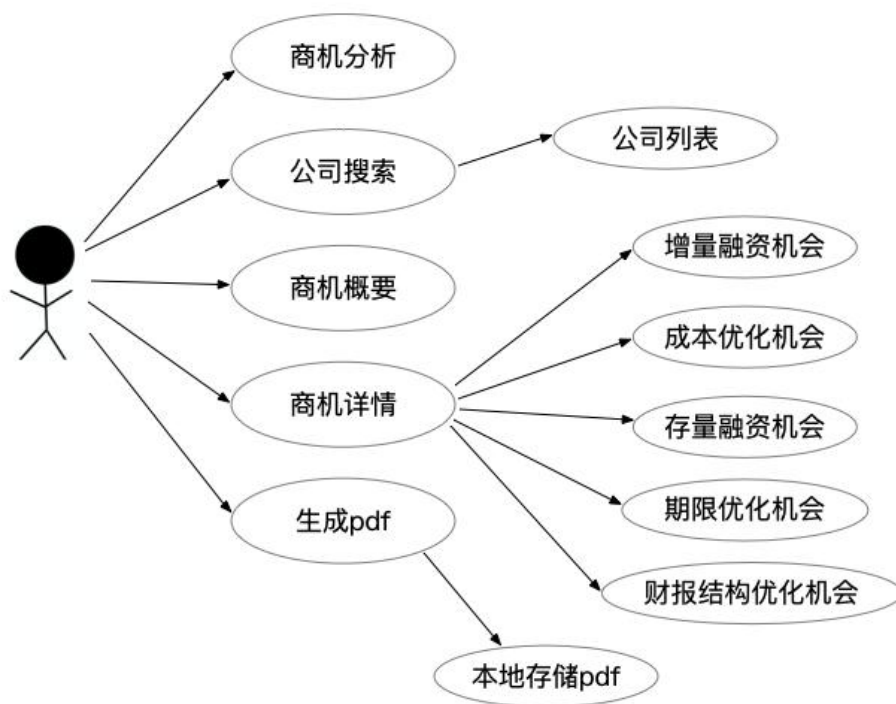 商机分析
公司搜索
公司列表
商机概要
商机详情
增量融资机会
成本优化机会
存量融资机会
期限优化机会
财报结构优化机会
生成pdf
本地存储pdf